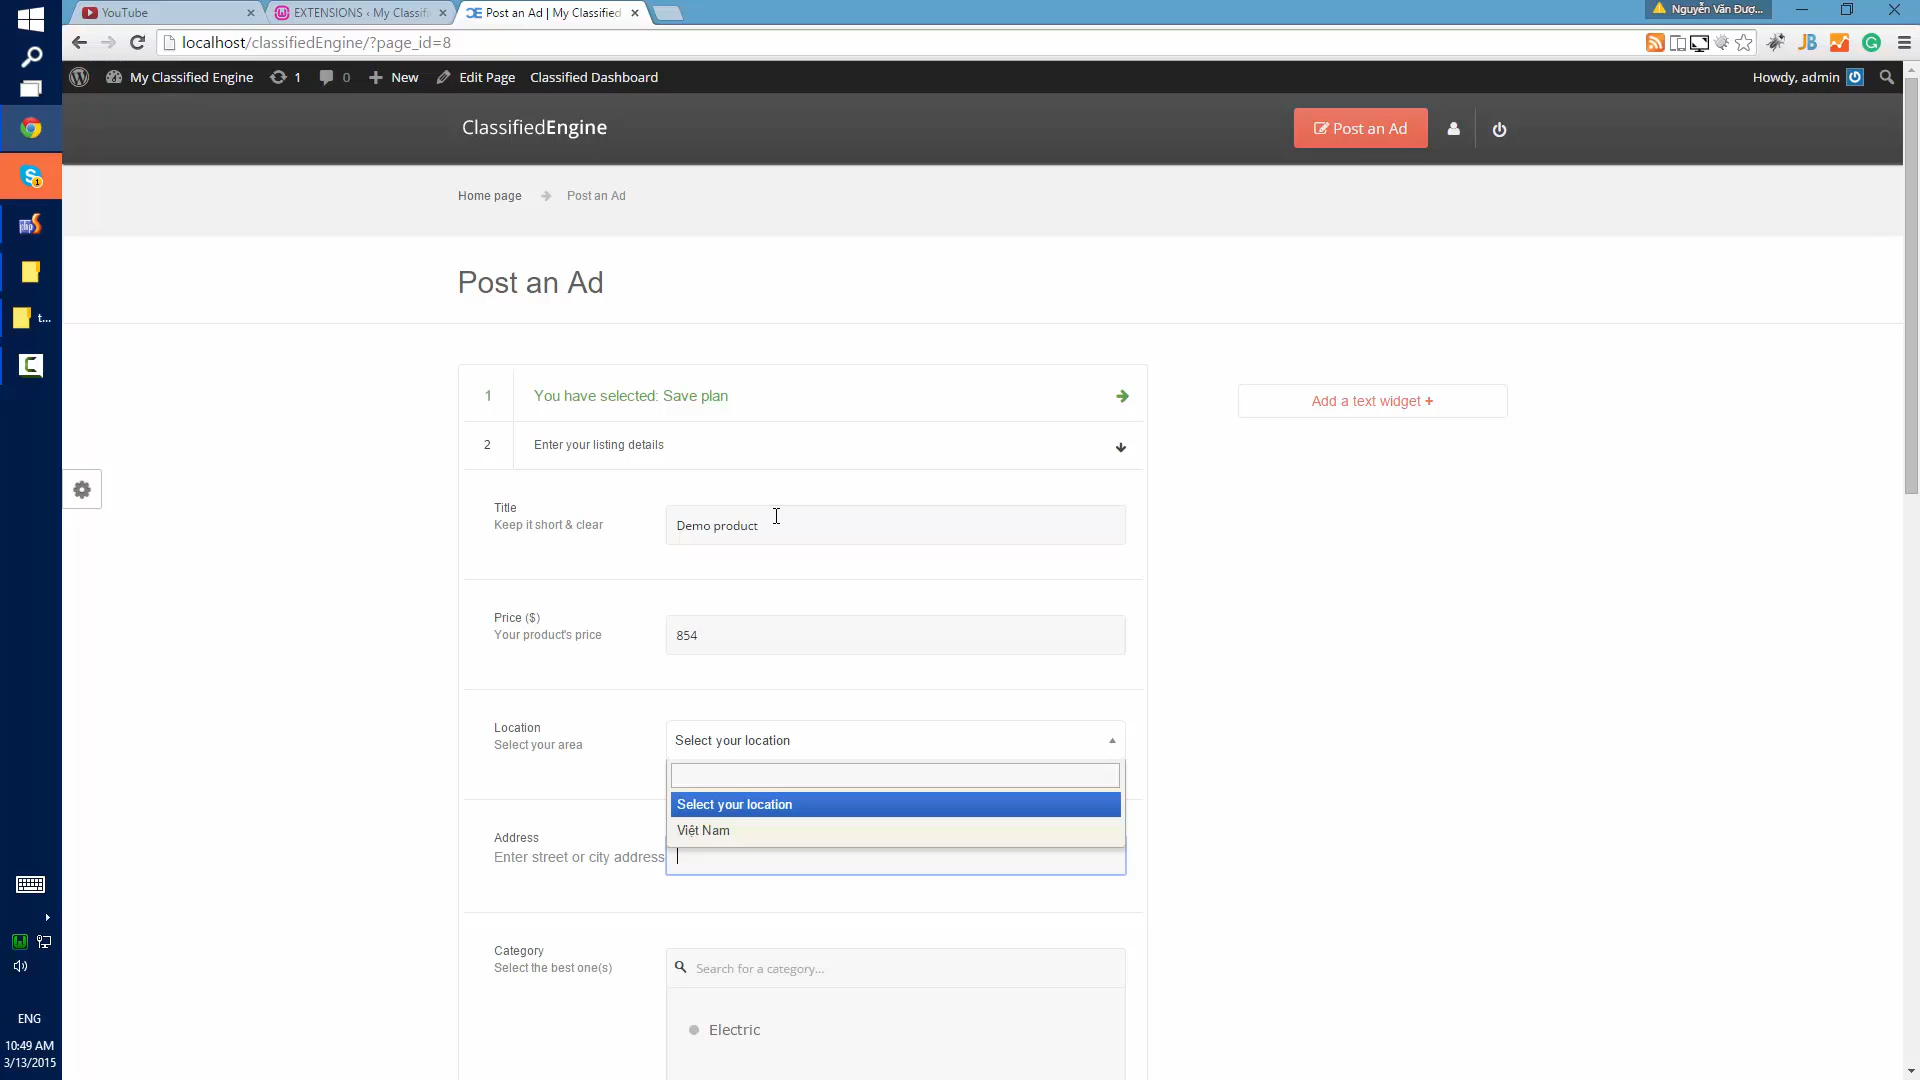 YouTube
EXTENSIONS ‹ My Classifi
Post an Ad | My Classified
Nguyễn Văn Đượ...
localhost/classifiedEngine/?page_id=8
JB
My Classified Engine
1
0
New
Edit Page
Classified Dashboard
Howdy, admin
ClassifiedEngine
Post an Ad
Home page
Post an Ad
Post an Ad
1
You have selected: Save plan
Add a text widget +
2
Enter your listing details
Title
Keep it short & clear
Demo product
Price ($)
Your product's price
854
Location
Select your area
Select your location
Select your location
Việt Nam
Address
Enter street or city address
Category
Select the best one(s)
Search for a category...
Electric
t...
ENG
10:49 AM
3/13/2015